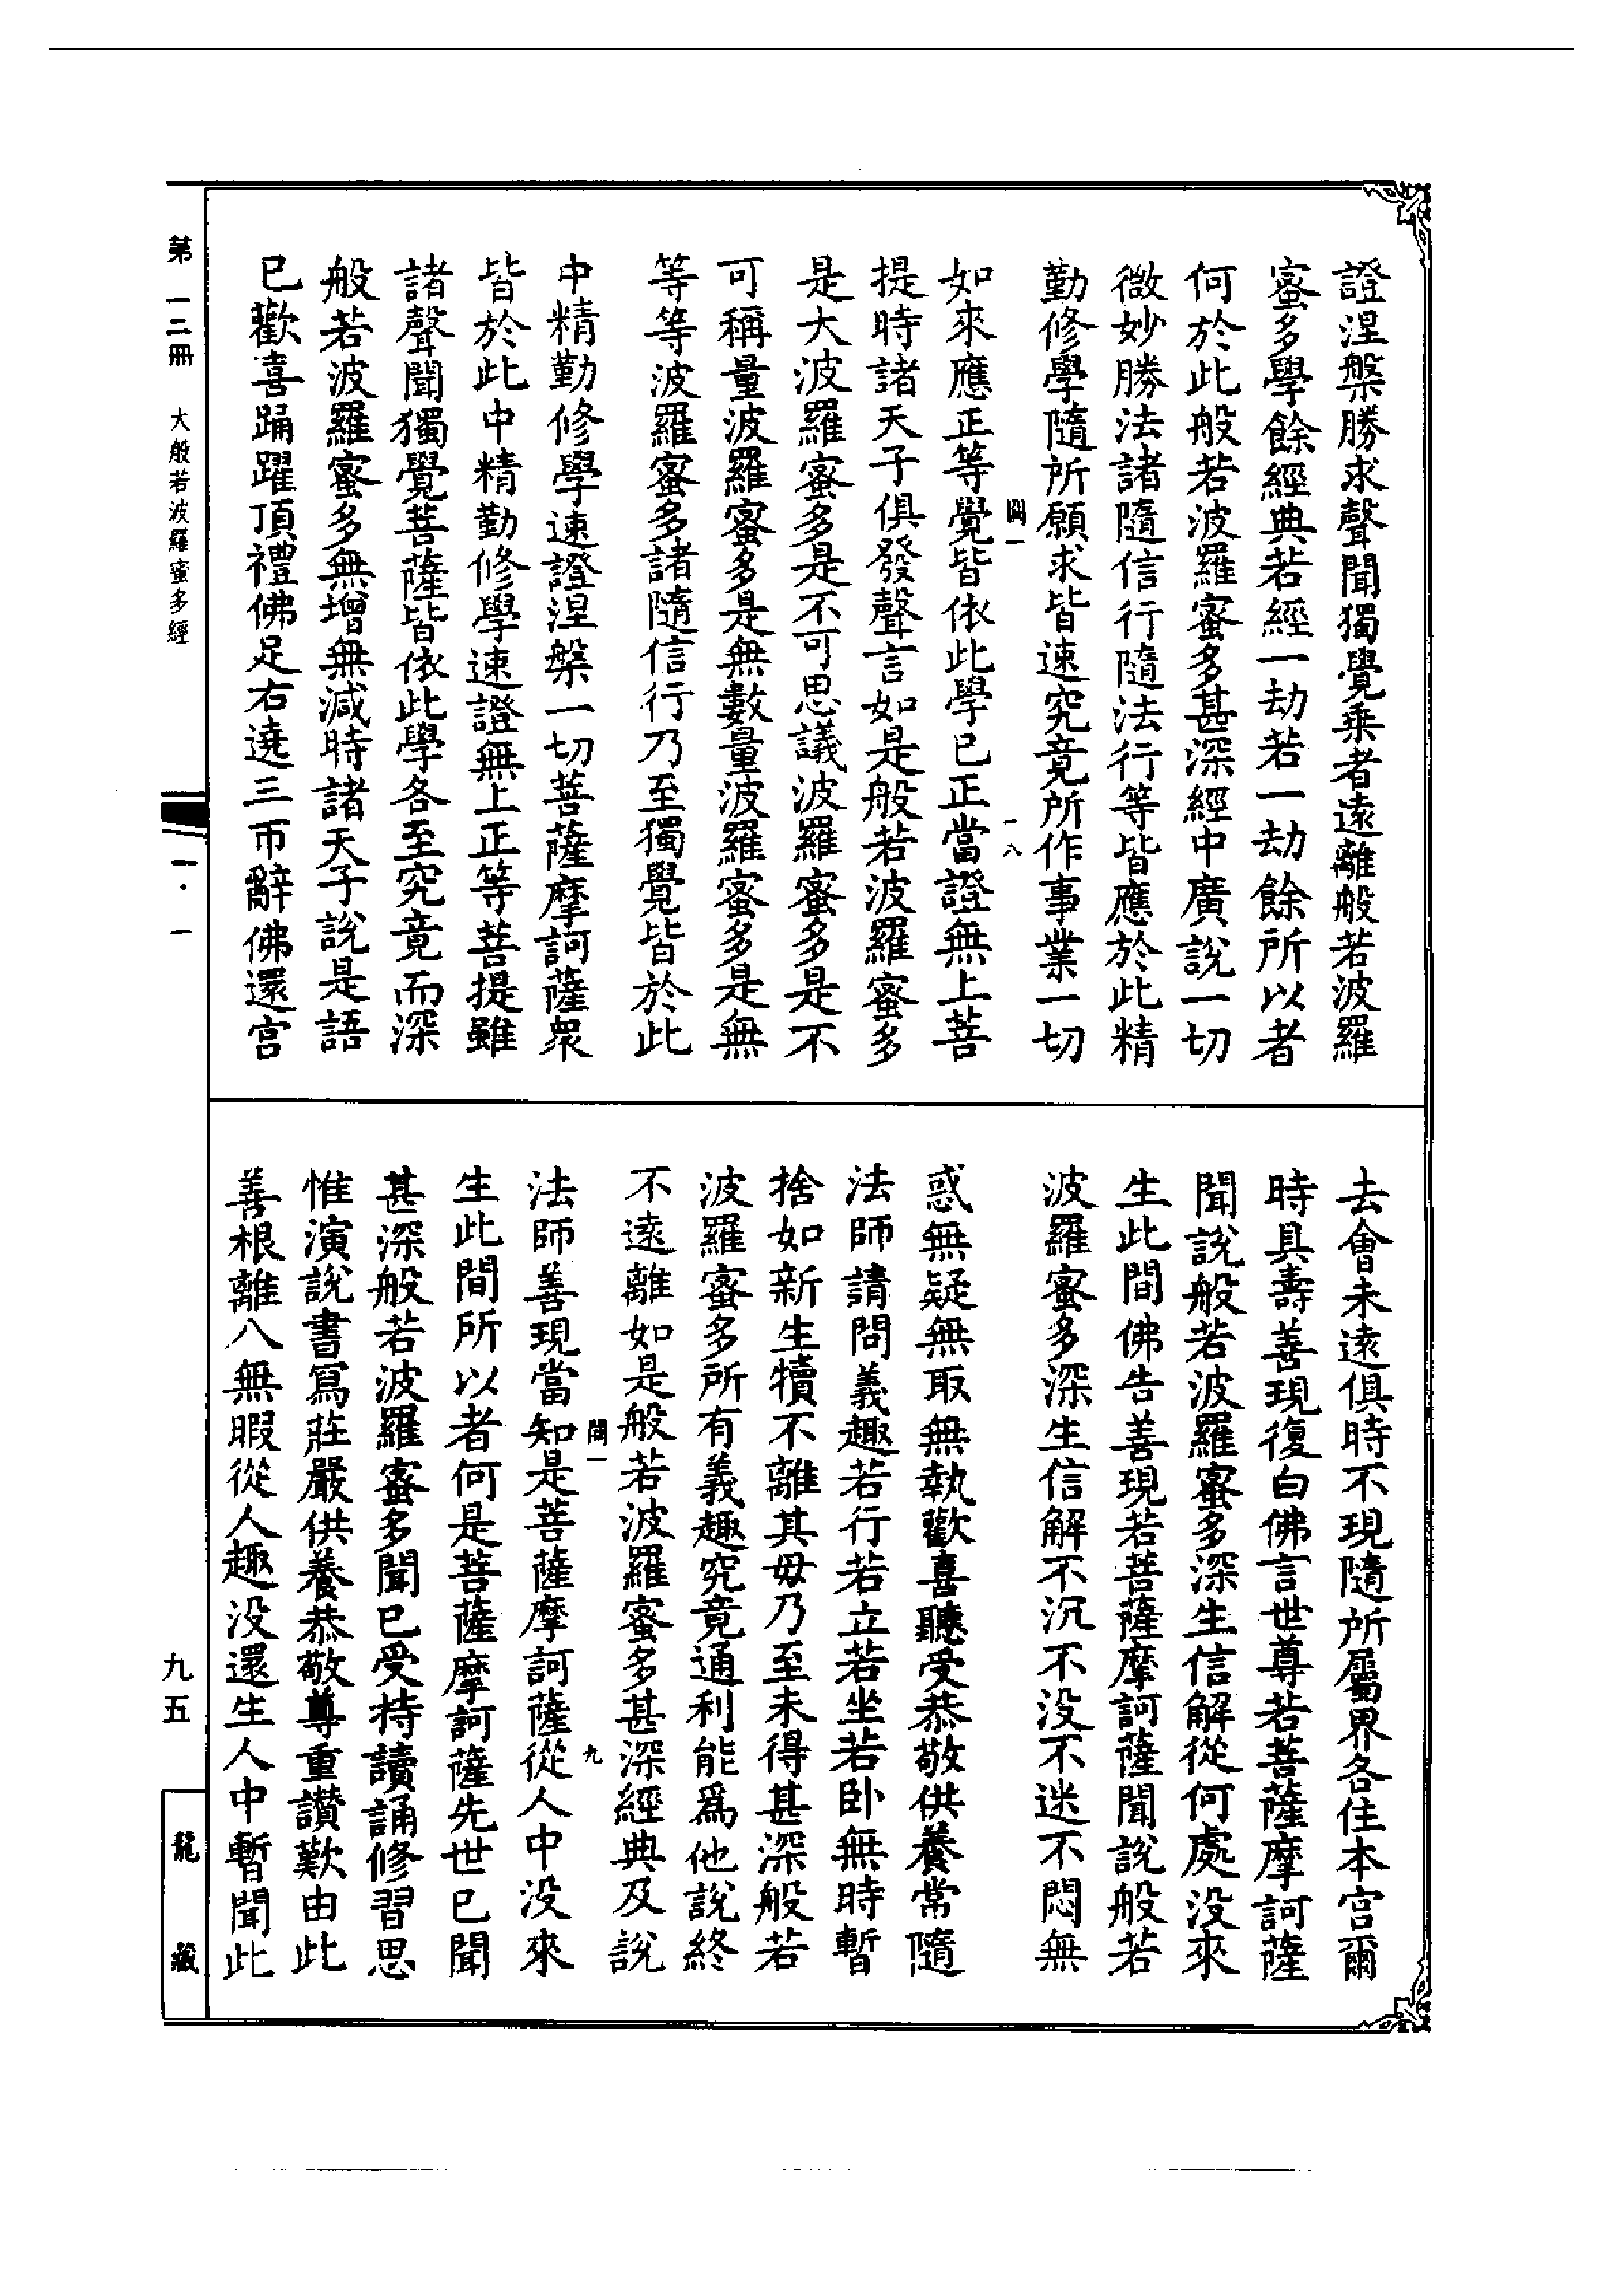 證涅槃勝求聲聞獨覺乘者遠離般若波羅
蜜多學餘經典若經一劫若一劫餘所以者
何於此般若波羅蜜多甚深經中廣說一切
微妙勝法諸隨信行隨法行等皆應於此精
勤修學隨所願求皆速究竟所作事業一切
一八
如來應正等覺皆依此學已正當證無上菩
提時諸天子俱發聲言如是般若波羅蜜多
是大波羅蜜多是不可思議波羅蜜多是不
可稱量波羅蜜多是無數量波羅蜜多是無
等等波羅蜜多諸隨信行乃至獨覺皆於此
中精勤修學速證涅槃一切菩薩摩訶薩眾
皆於此中精勤修學速證無上正等菩提雖
諸聲聞獨覺菩薩皆依此學各至究竟而深
般若波羅蜜多無增無減時諸天子說是語
已歡喜踊躍頂禮佛足右遶三帀辭佛還宮
去會未遠俱時不現隨所屬界各住本宮爾
時具壽善現復白佛言世尊若菩薩摩訶薩
聞說般若波羅蜜多深生信解從何處没來
生此間佛告善現若菩薩摩訶薩聞說般若
波羅蜜多深生信解不沉不没不迷不悶無
惑無疑無取無執歡喜聽受恭敬供養常隨
法師請問義趣若行若立若坐若卧無時暫
捨如新生犢不離其母乃至未得甚深般若
波羅蜜多所有義趣究竟通利能爲他說終
不遠離如是般若波羅蜜多甚深經典及說
九
法師善現當知是菩薩摩訶薩從人中没來
生此間所以者何是菩薩摩訶薩先世已聞
甚深般若波羅蜜多聞已受持讀誦修習思
惟演說書寫莊嚴供養恭敬尊重讃歎由此
善根離八無暇從人趣没還生人中暫聞此
第一二冊 大般若波羅蜜多經
一·一
九五
龍藏